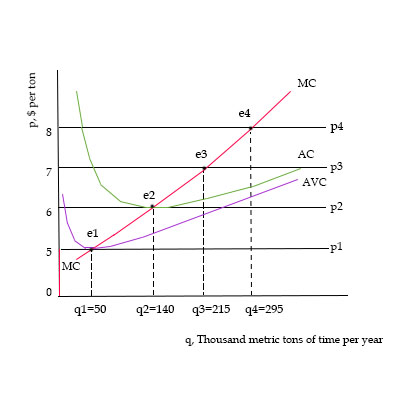 p, $ per ton
MC
8
e4
p4
e3
AC
7
p3
AVC
e2
6
p2
e1
5
p1
MC
0
q1=50 q2=140 q3=215 q4=295
q, Thousand metric tons of time per year